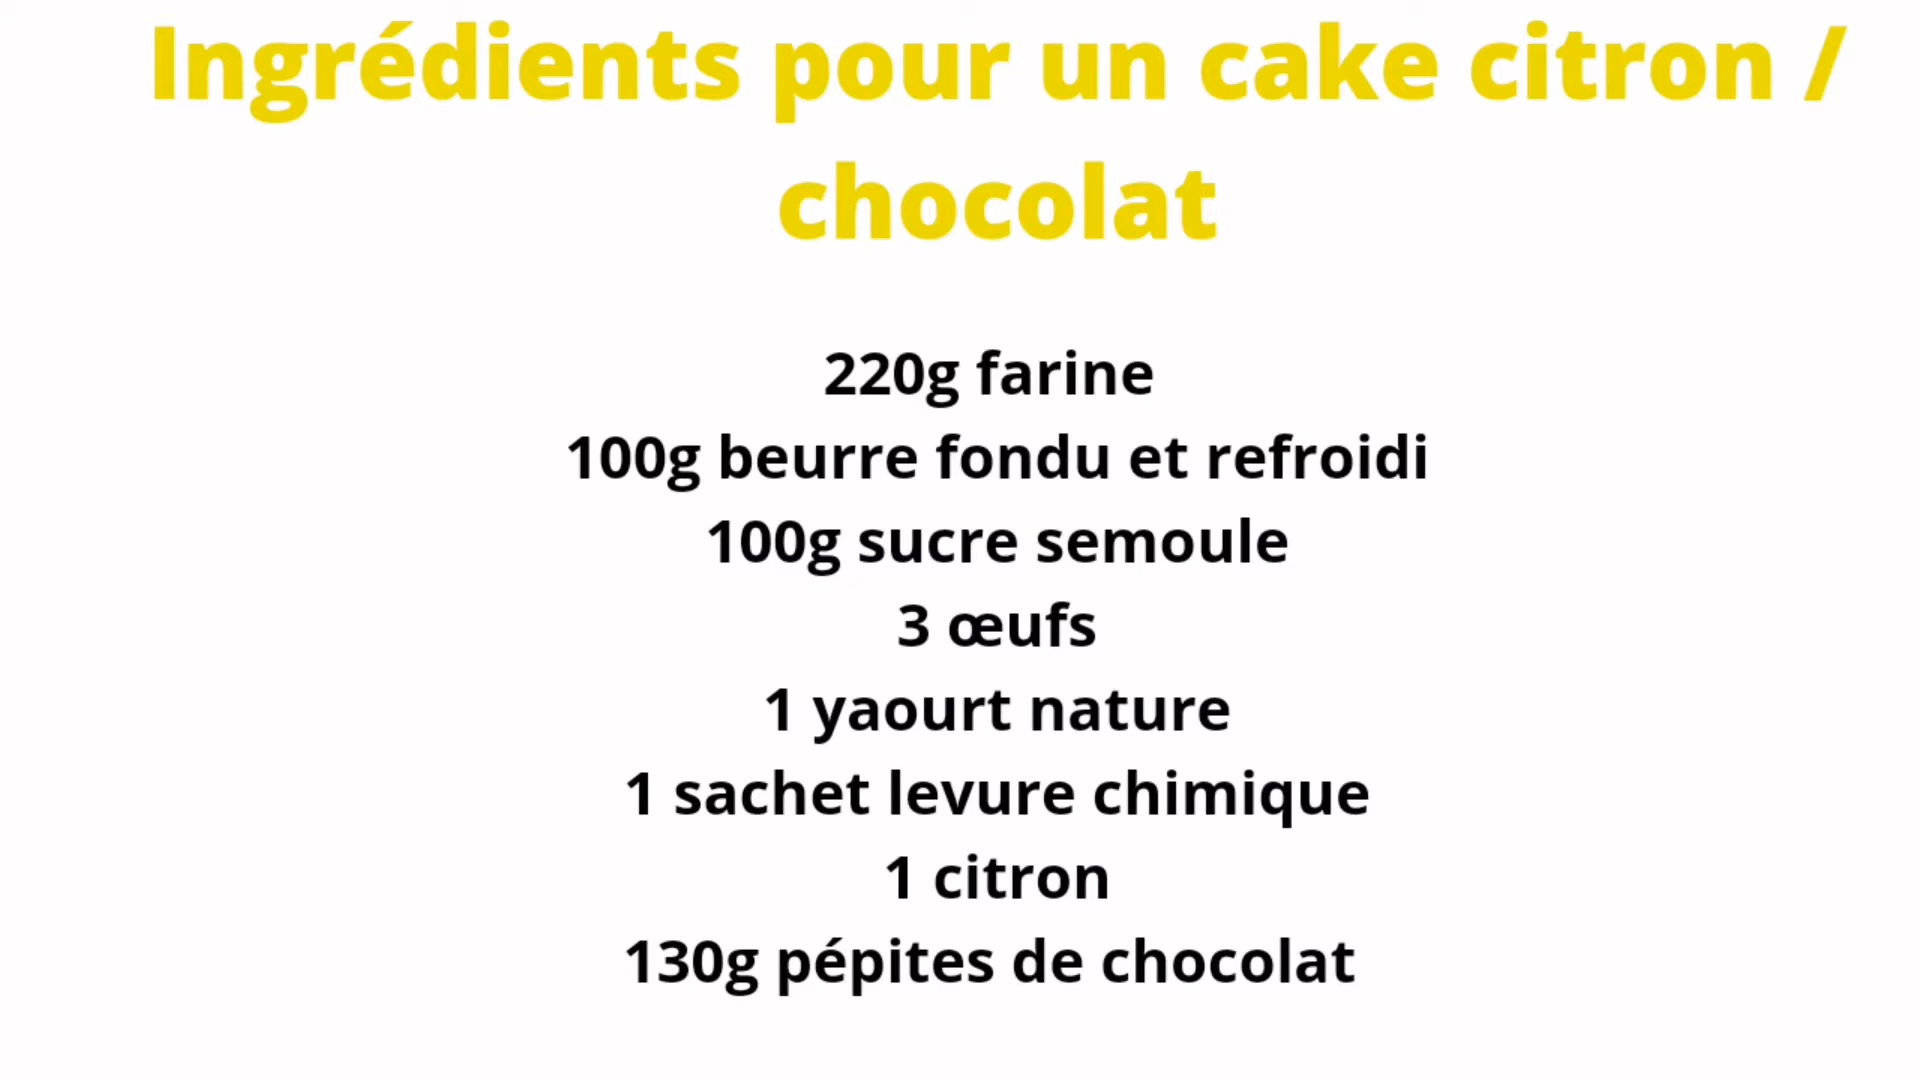 Ingrédients pour un cake citron /
chocolat
220g farine
100g beurre fondu et refroidi
100g sucre semoule
3 œufs
1 yaourt nature
1 sachet levure chimique
1 citron
130g pépites de chocolat